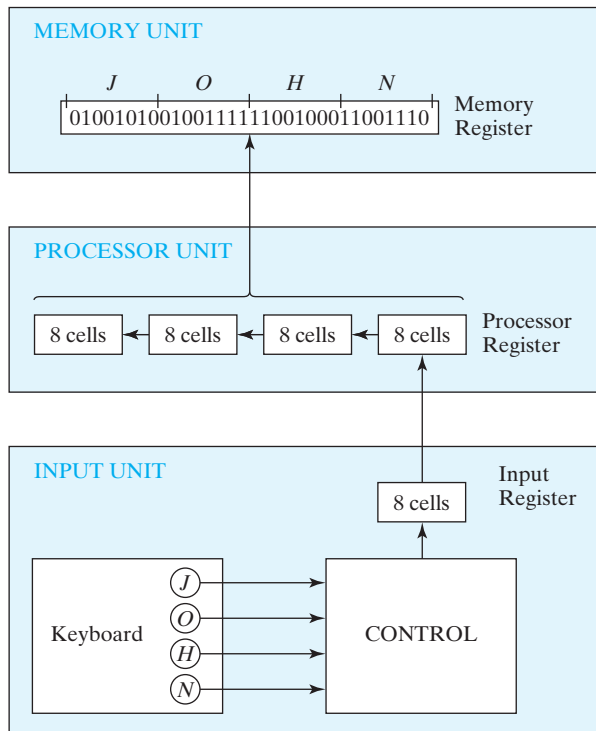 MEMORY UNIT
J O H N
01001010010011111100100011001110
Memory
Register
PROCESSOR UNIT
8 cells 8 cells 8 cells 8 cells
Processor
Register
INPUT UNIT
Input
Register
8 cells
J
O
Keyboard
CONTROL
H
N